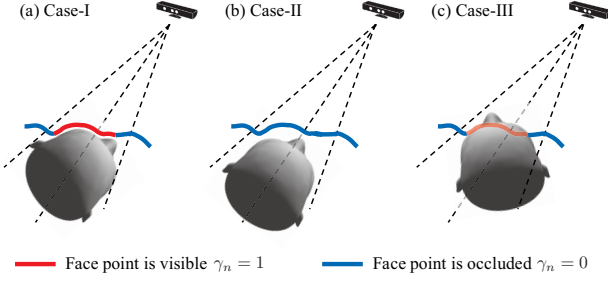 (a) Case-I (b) Case-II (c) Case-III
Face point is visible γₙ = 1 Face point is occluded γₙ = 0